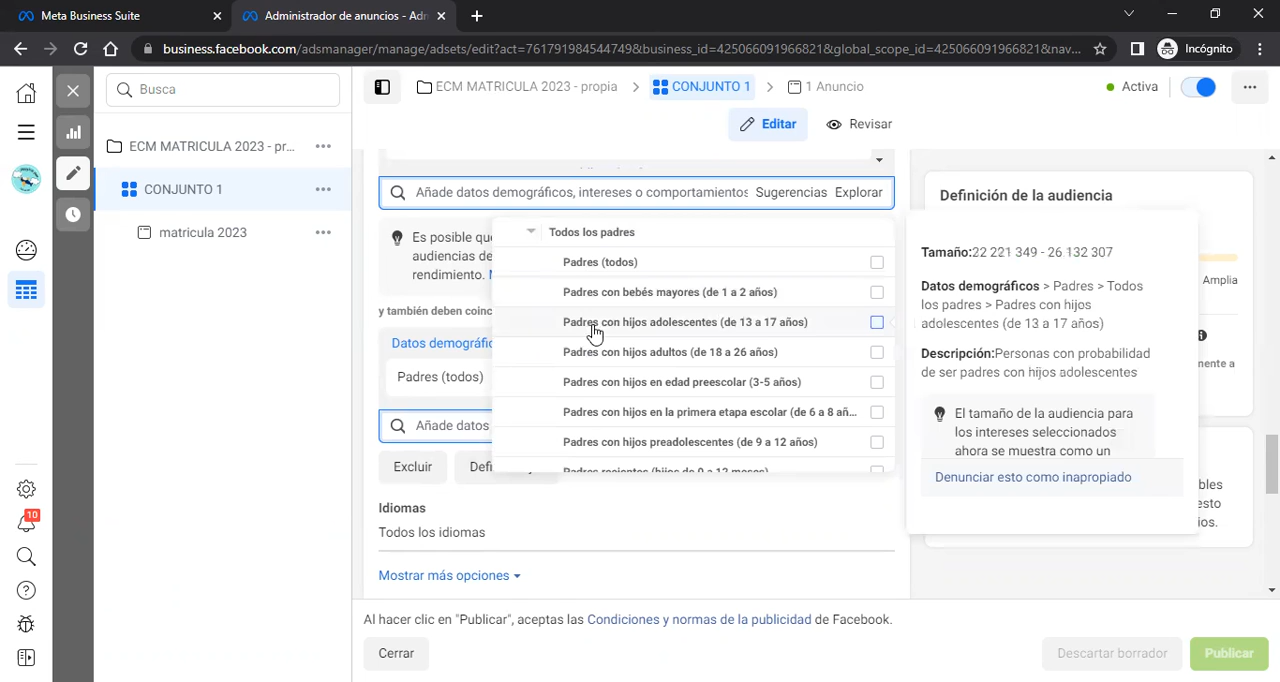 Meta Business Suite
Administrador de anuncios - Adm
business.facebook.com/adsmanager/manage/adsets/edit?act=761791984544749&business_id=425066091966821&global_scope_id=425066091966821&nav...
Incógnito
Busca
ECM MATRICULA 2023 - propia
CONJUNTO 1
1 Anuncio
Activa
Editar
Revisar
ECM MATRICULA 2023 - pr...
CONJUNTO 1
matricula 2023
10
Añade datos demográficos, intereses o comportamientos
Sugerencias
Explorar
Es posible que
audiencias de
rendimiento.
y también deben coinc
Datos demográfic
Padres (todos)
Añade datos
Excluir
Idiomas
Todos los idiomas
Mostrar más opciones
Todos los padres
Padres (todos)
Padres con bebés mayores (de 1 a 2 años)
Padres con hijos adolescentes (de 13 a 17 años)
Padres con hijos adultos (de 18 a 26 años)
Padres con hijos en edad preescolar (3-5 años)
Padres con hijos en la primera etapa escolar (de 6 a 8 añ...
Padres con hijos preadolescentes (de 9 a 12 años)
Padres recientes (hijos de 0 a 12 meses)
Definición de la audiencia
Amplia
Tamaño:22 221 349 - 26 132 307
Datos demográficos > Padres > Todos
los padres > Padres con hijos
adolescentes (de 13 a 17 años)
Descripción:Personas con probabilidad
de ser padres con hijos adolescentes
El tamaño de la audiencia para
los intereses seleccionados
ahora se muestra como un
Denunciar esto como inapropiado
mente a
bles
esto
ios.
Al hacer clic en "Publicar", aceptas las Condiciones y normas de la publicidad de Facebook.
Cerrar
Descartar borrador
Publicar